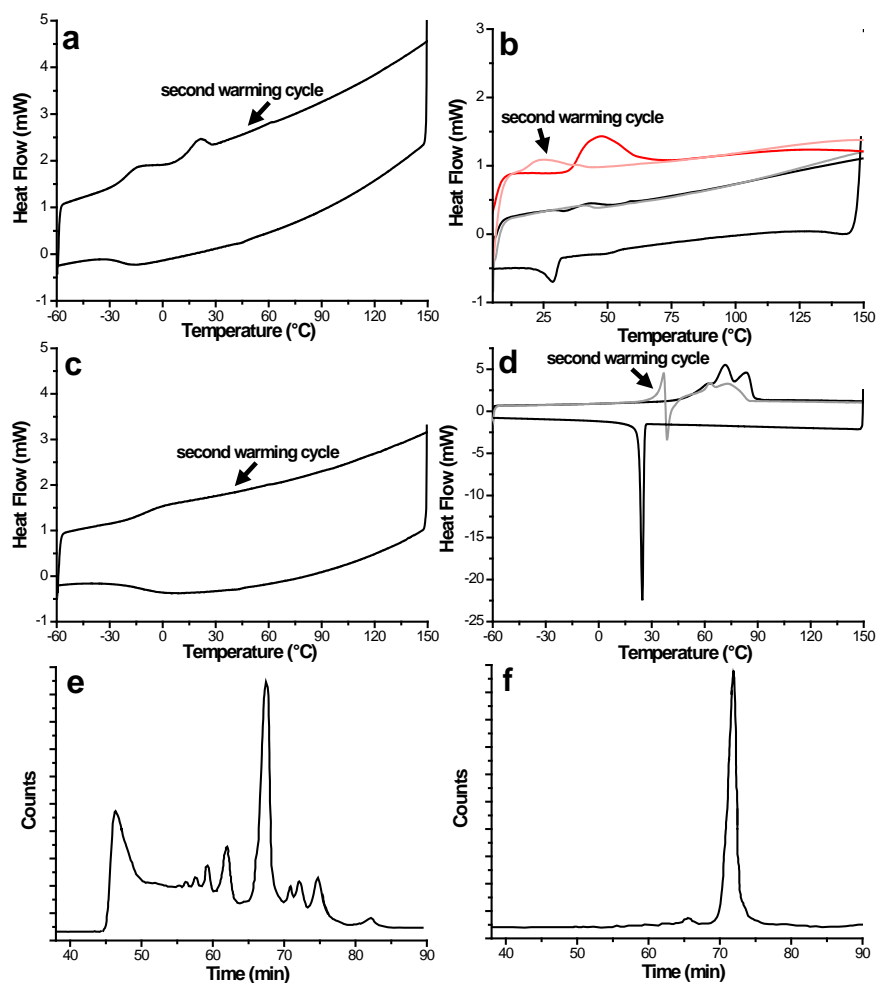 a
second warming cycle
Heat Flow (mW)
5
4
3
2
1
0
-1
-60 -30 0 30 60 90 120 150
Temperature (°C)
b
second warming cycle
Heat Flow (mW)
3
2
1
0
-1
25 50 75 100 125 150
Temperature (°C)
c
second warming cycle
Heat Flow (mW)
5
4
3
2
1
0
-1
-60 -30 0 30 60 90 120 150
Temperature (°C)
d
second warming cycle
Heat Flow (mW)
5
0
-5
-10
-15
-20
-25
-60 -30 0 30 60 90 120 150
Temperature (°C)
e
Counts
40 50 60 70 80 90
Time (min)
f
Counts
40 50 60 70 80 90
Time (min)